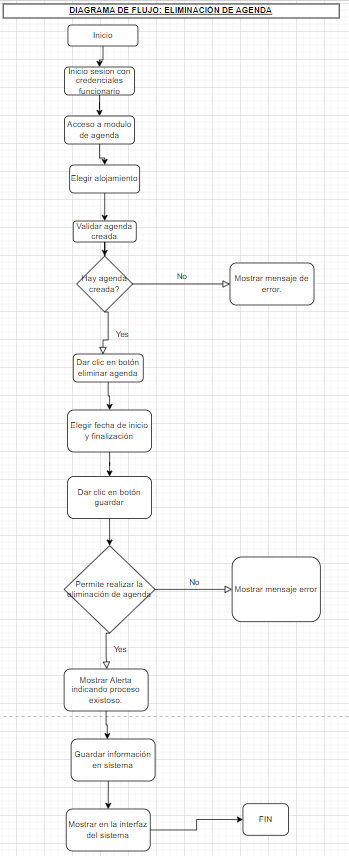 DIAGRAMA DE FLUJO: ELIMINACIÓN DE AGENDA
Inicio
Inicio sesion con
credenciales
funcionario
Acceso a modulo
de agenda
Elegir alojamiento
Validar agenda
creada
Hay agenda
creada?
No
Mostrar mensaje de
error.
Yes
Dar clic en botón
eliminar agenda
Elegir fecha de inicio
y finalización
Dar clic en botón
guardar
Permite realizar la
eliminación de agenda
No
Mostrar mensaje error
Yes
Mostrar Alerta
indicando proceso
existoso.
Guardar información
en sistema
Mostrar en la interfaz
del sistema
FIN